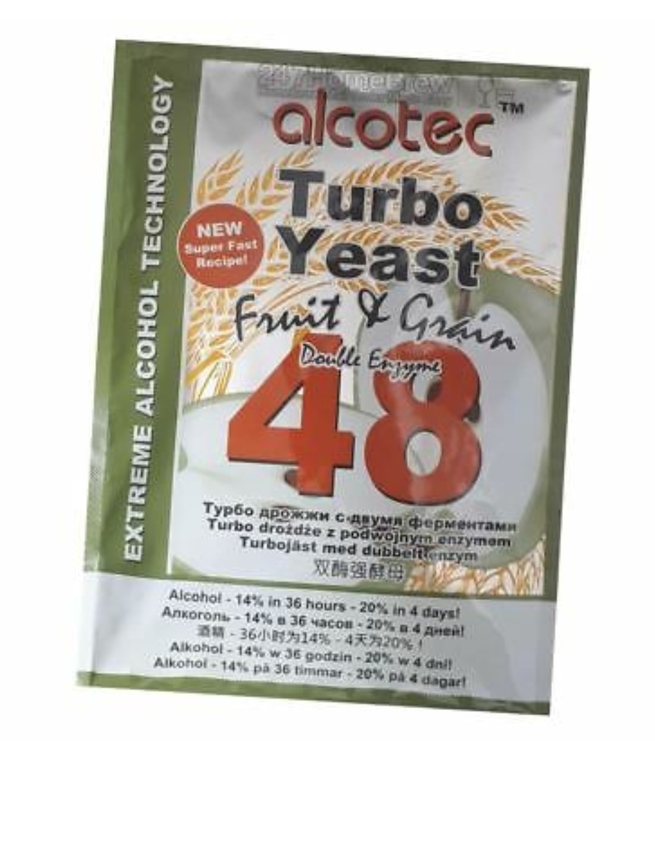 247HomeBrew
alcotec™
EXTREME ALCOHOL TECHNOLOGY
Turbo
Yeast
NEW
Super Fast
Recipe!
Fruit & Grain
Double Enzyme
48
Турбо дрожжи с двумя ферментами
Turbo drożdże z podwójnym enzymem
Turbojäst med dubbelt enzym
双酶强酵母
Alcohol - 14% in 36 hours - 20% in 4 days!
Алкоголь - 14% в 36 часов - 20% в 4 дней!
酒精 - 36小时为14% - 4天为20%！
Alkohol - 14% w 36 godzin - 20% w 4 dni!
Alkohol - 14% på 36 timmar - 20% på 4 dagar!